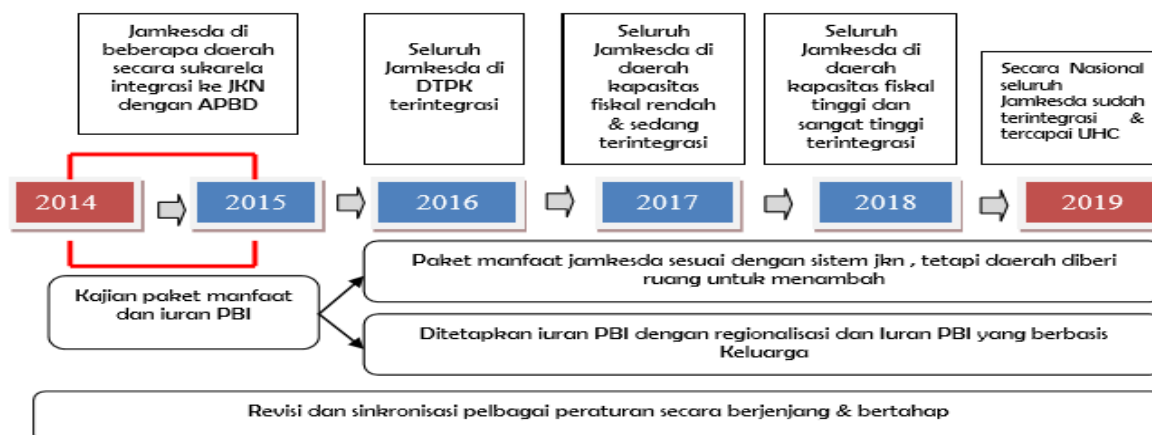 Jamkesda di
beberapa daerah
secara sukarela
integrasi ke JKN
dengan APBD
Seluruh
Jamkesda di
DTPK
terintegrasi
Seluruh
Jamkesda di
daerah
kapasitas
fiskal rendah
& sedang
terintegrasi
Seluruh
Jamkesda di
daerah
kapasitas fiskal
tinggi dan
sangat tinggi
terintegrasi
Secara Nasional
seluruh
Jamkesda sudah
terintegrasi &
tercapai UHC
2014
2015
2016
2017
2018
2019
Kajian paket manfaat
dan iuran PBI
Paket manfaat jamkesda sesuai dengan sistem jkn , tetapi daerah diberi
ruang untuk menambah
Ditetapkan iuran PBI dengan regionalisasi dan Iuran PBI yang berbasis
Keluarga
Revisi dan sinkronisasi pelbagai peraturan secara berjenjang & bertahap